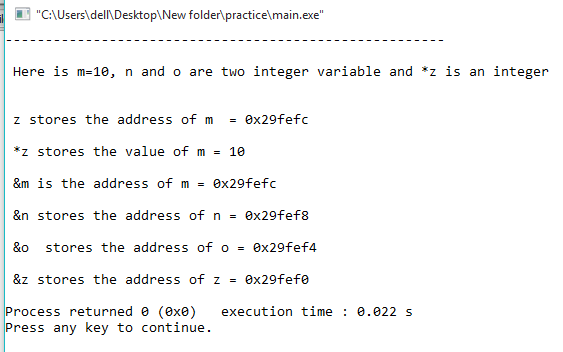 "C:\Users\dell\Desktop\New folder\practice\main.exe"
-------------------------------------------------------
Here is m=10, n and o are two integer variable and *z is an integer
z stores the address of m  = 0x29fefc
*z stores the value of m = 10
&m is the address of m = 0x29fefc
&n stores the address of n = 0x29fef8
&o  stores the address of o = 0x29fef4
&z stores the address of z = 0x29fef0
Process returned 0 (0x0)   execution time : 0.022 s
Press any key to continue.